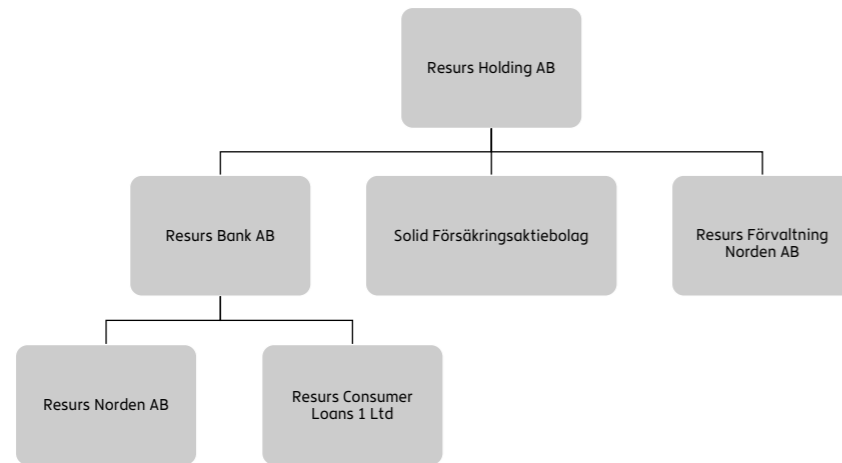 Resurs Holding AB
Resurs Bank AB
Solid Försäkringsaktiebolag
Resurs Förvaltning
Norden AB
Resurs Norden AB
Resurs Consumer
Loans 1 Ltd